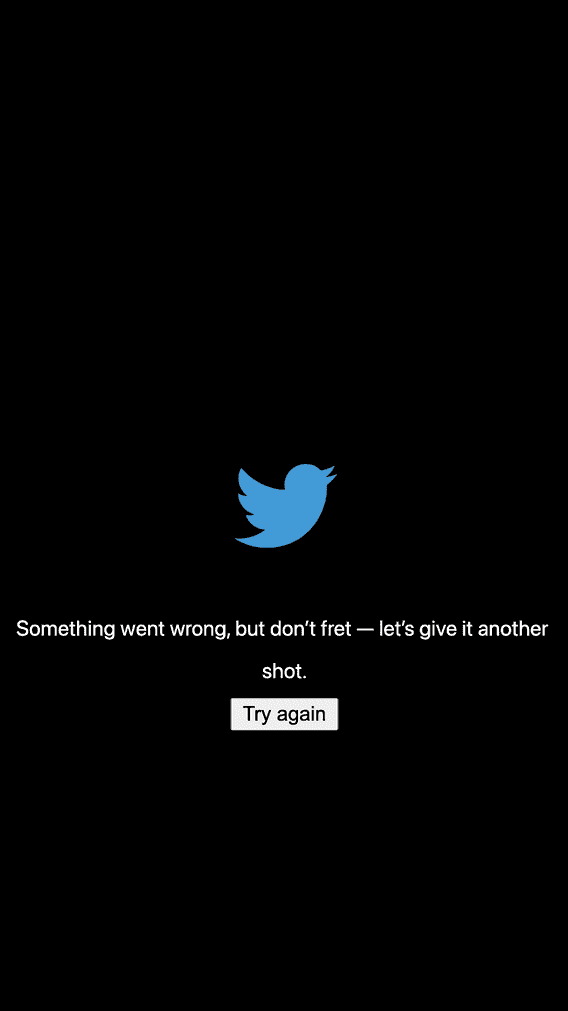 Something went wrong, but don’t fret — let’s give it another
shot.
Try again